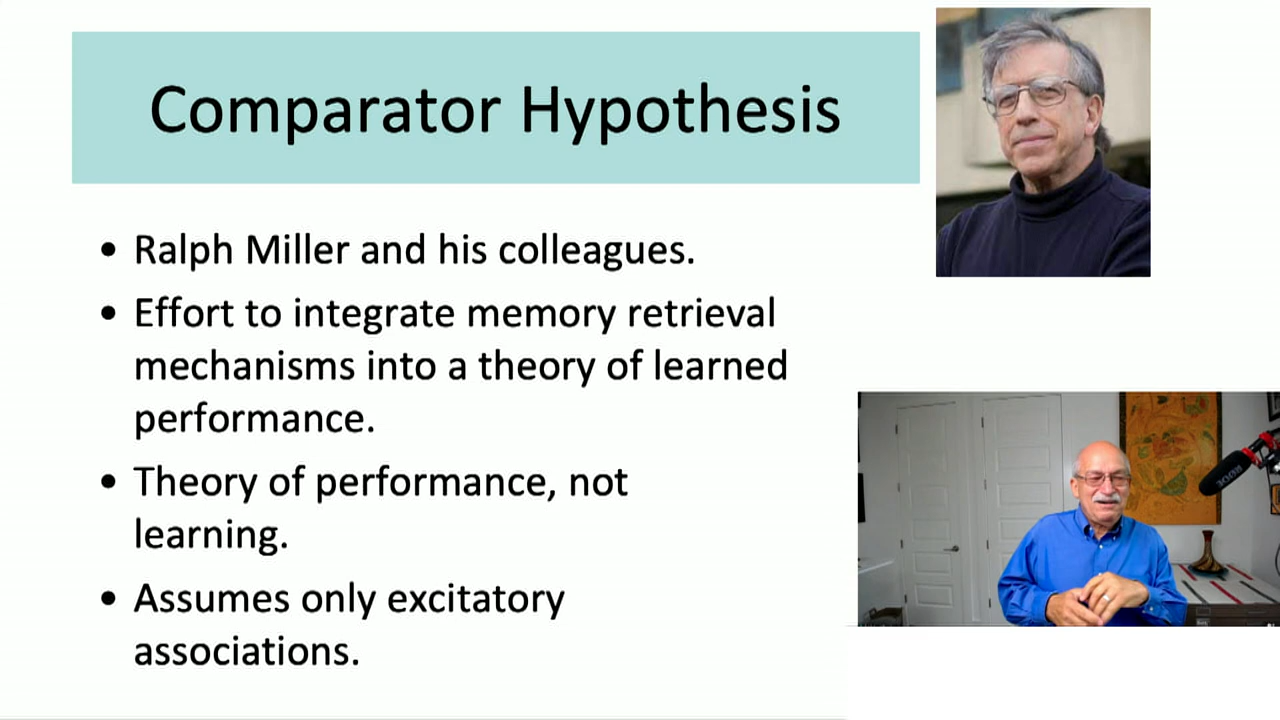 Comparator Hypothesis
• Ralph Miller and his colleagues.
• Effort to integrate memory retrieval
mechanisms into a theory of learned
performance.
• Theory of performance, not
learning.
• Assumes only excitatory
associations.
RODE